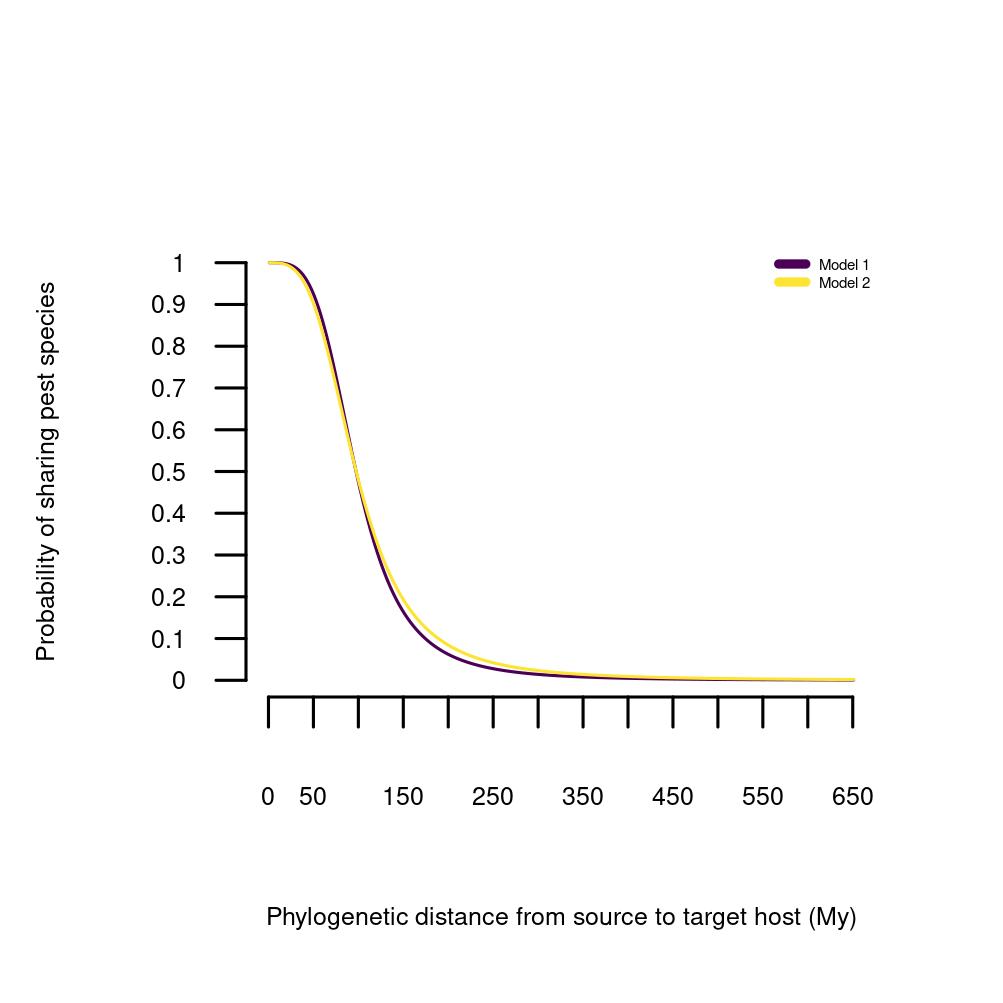 Model 1
Model 2
1
0.9
0.8
0.7
0.6
0.5
0.4
0.3
0.2
0.1
0
Probability of sharing pest species
0 50 150 250 350 450 550 650
Phylogenetic distance from source to target host (My)